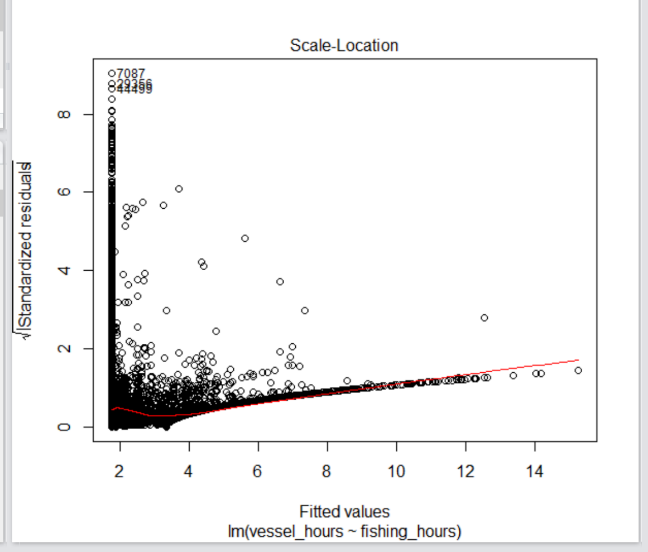 Scale-Location
7087
44499
√|Standardized residuals|
0 2 4 6 8
2 4 6 8 10 12 14
Fitted values
lm(vessel_hours ~ fishing_hours)